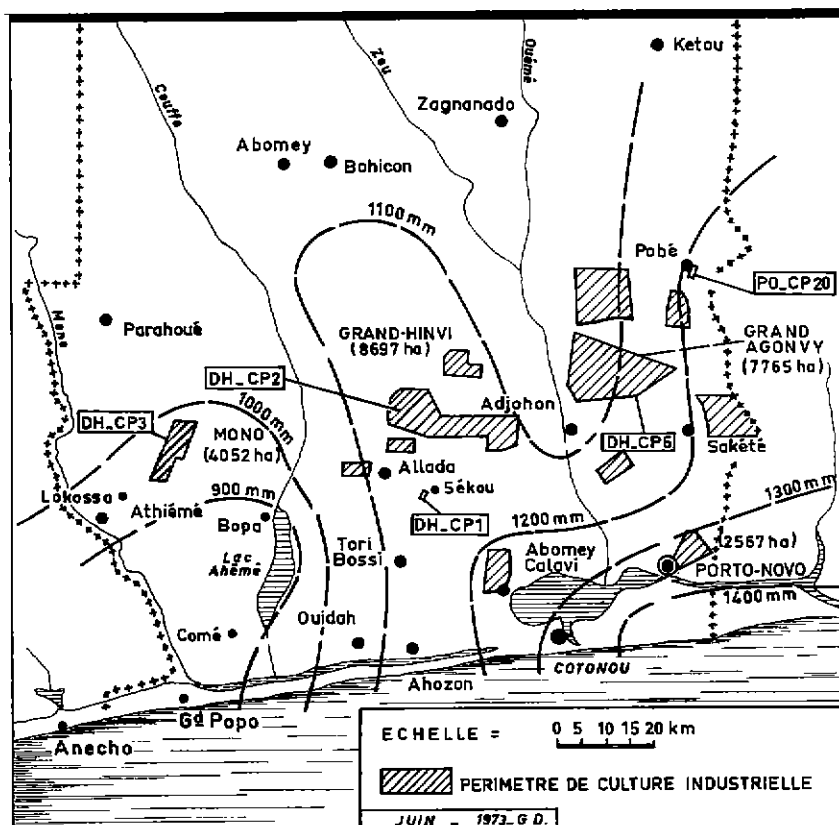 Ketou
Zou
Ouémé
Couffo
Zagnanado
Abomey
Bohicon
1100 mm
Pobé
PO_CP20
Mono
Parahoué
GRAND-HINVI
(8697 ha)
GRAND
AGONVY
(7765 ha)
DH_CP2
1000 mm
Adjohon
DH_CP3
MONO
(4052 ha)
DH_CP6
Sakété
Allada
900 mm
Sékou
1300 mm
Lokossa
Athiémé
Bopa
DH_CP1
1200 mm
(2567 ha)
Lac
Ahémé
Tori
Bossi
Abomey
Calavi
PORTO-NOVO
1400 mm
Comé
Ouidah
COTONOU
Ahozon
Gd Popo
Anecho
ECHELLE =
0 5 10 15 20 km
PERIMETRE DE CULTURE INDUSTRIELLE
JUIN _ 1973_G D.